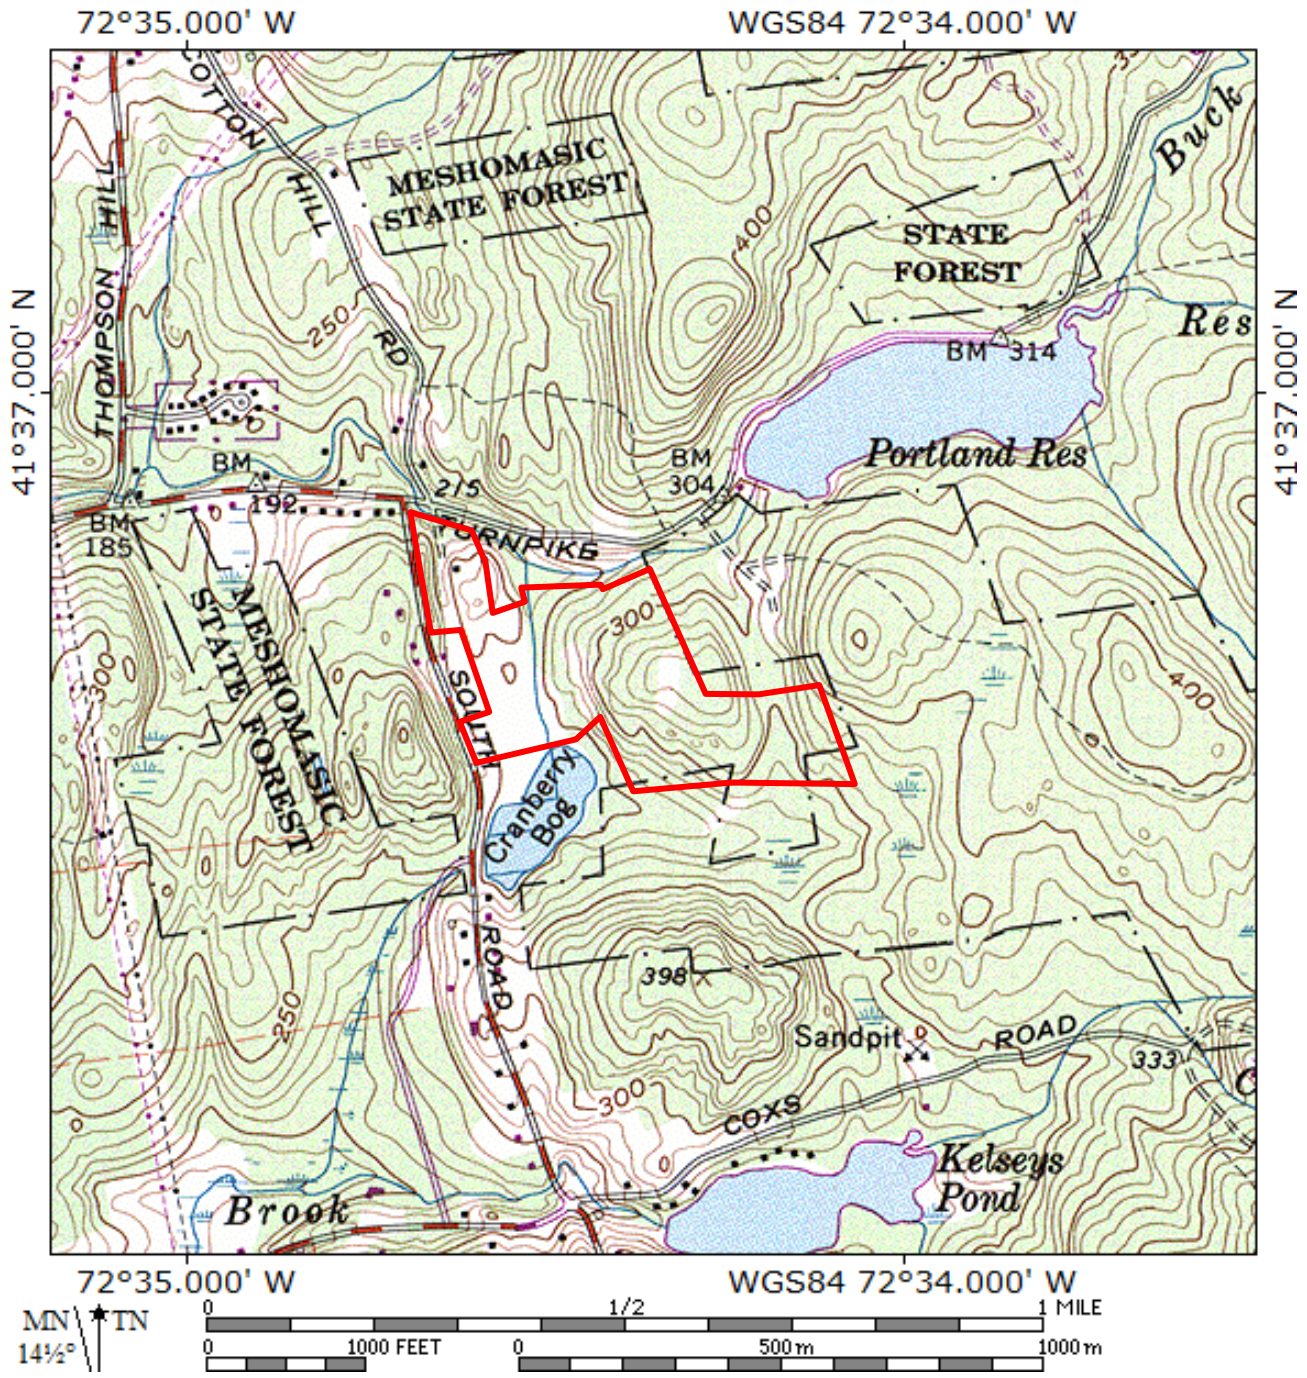 72°35.000' W
WGS84 72°34.000' W
COTTON
HILL
RD
THOMPSON HILL
MESHOMASIC
STATE FOREST
400
STATE
FOREST
Buck
Res
BM 314
250
41°37.000' N
41°37.000' N
Portland Res
BM
304
BM
192
215
TURNPIKE
BM
185
MESHOMASIC
STATE FOREST
300
300
400
SOUTH
ROAD
Cranberry
Bog
398
250
Sandpit
COXS
ROAD
333
300
Kelseys
Pond
Brook
C
72°35.000' W
WGS84 72°34.000' W
MN
TN
14½°
0
1/2
1 MILE
0
1000 FEET
0
500 m
1000 m